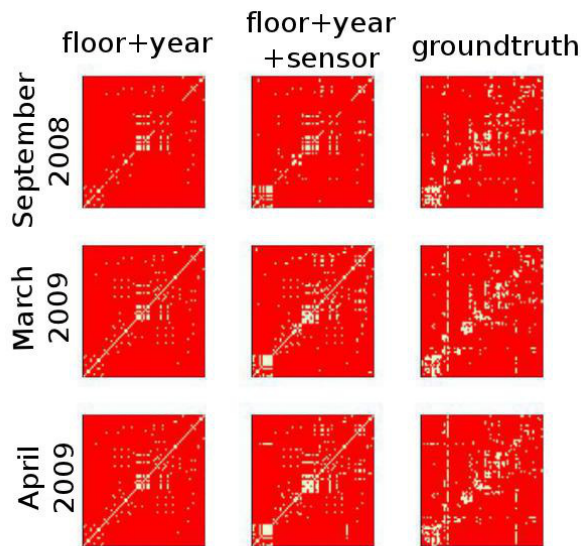 floor+year
floor+year
+sensor
groundtruth
September
2008
March
2009
April
2009